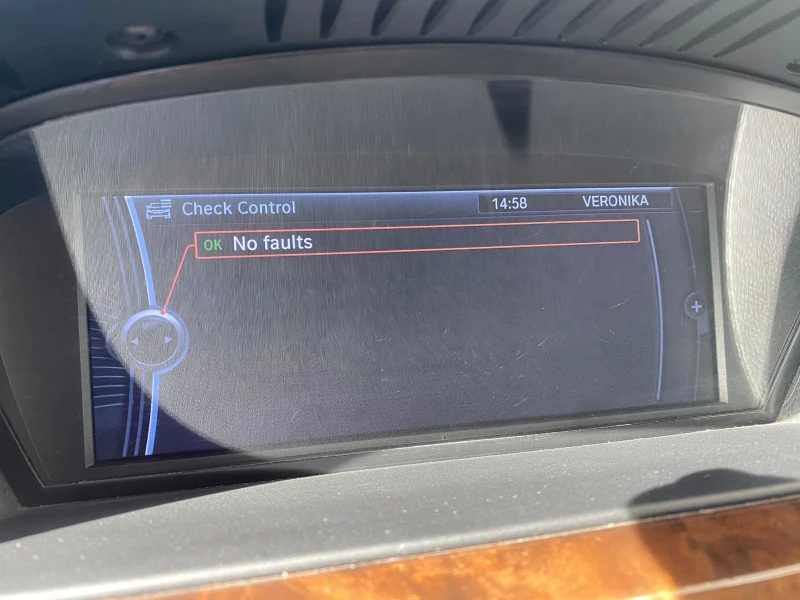 Check Control 14:58 VERONIKA
OK No faults
+